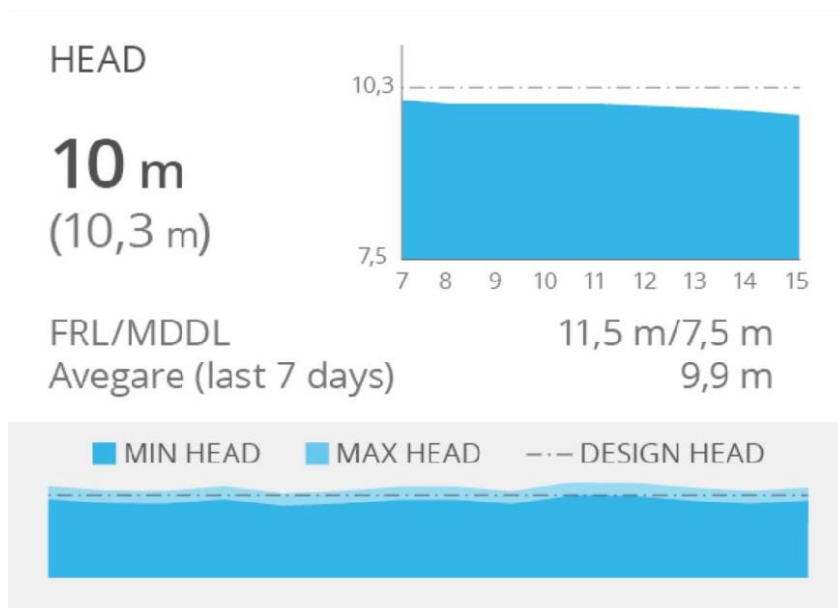 HEAD
10 m
(10,3 m)
10,3
7,5
7 8 9 10 11 12 13 14 15
FRL/MDDL 11,5 m/7,5 m
Avegare (last 7 days) 9,9 m
MIN HEAD MAX HEAD DESIGN HEAD